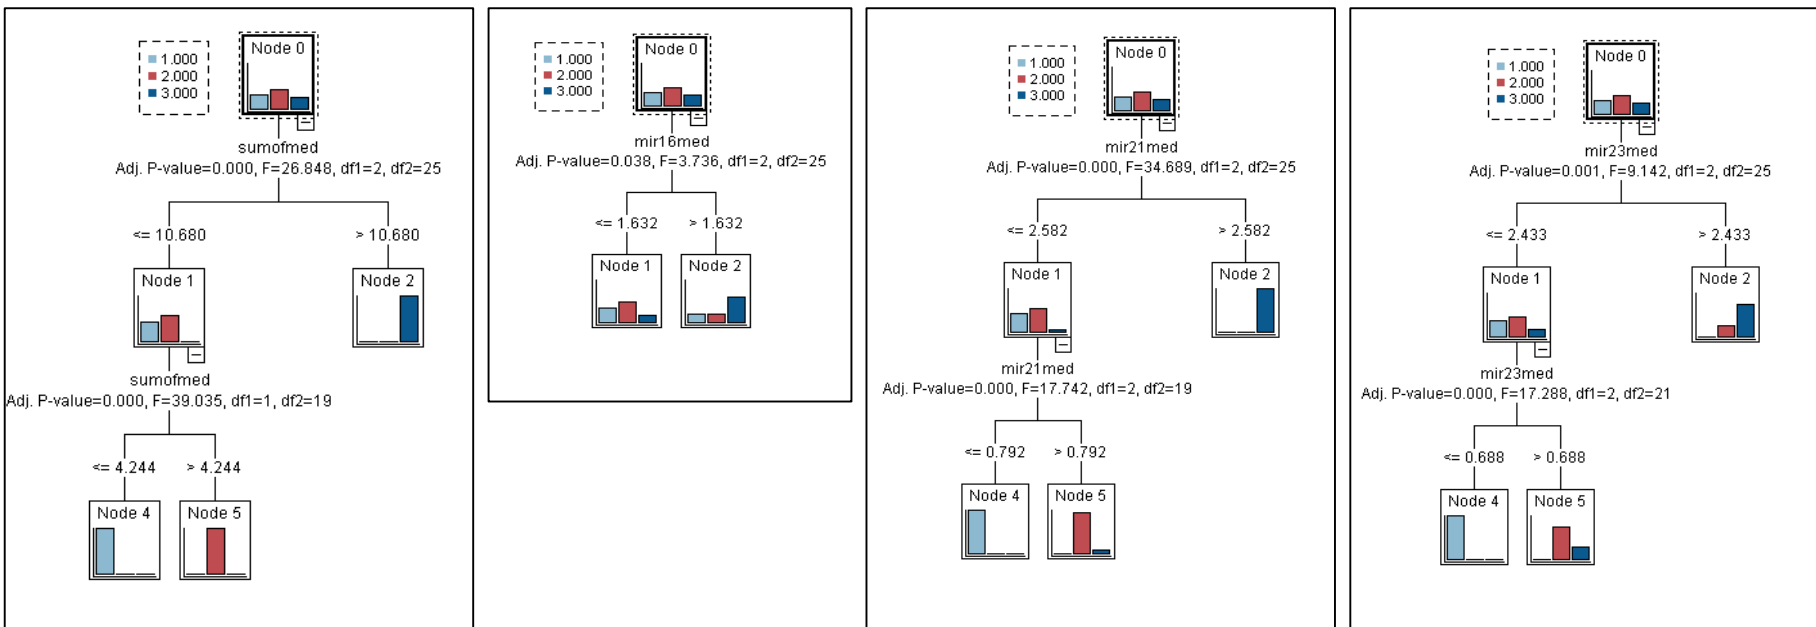 1.000
2.000
3.000
Node 0
sumofmed
Adj. P-value=0.000, F=26.848, df1=2, df2=25
<= 10.680
> 10.680
Node 1
Node 2
sumofmed
Adj. P-value=0.000, F=39.035, df1=1, df2=19
<= 4.244
> 4.244
Node 4
Node 5
1.000
2.000
3.000
Node 0
mir16med
Adj. P-value=0.038, F=3.736, df1=2, df2=25
<= 1.632
> 1.632
Node 1
Node 2
1.000
2.000
3.000
Node 0
mir21med
Adj. P-value=0.000, F=34.689, df1=2, df2=25
<= 2.582
> 2.582
Node 1
Node 2
mir21med
Adj. P-value=0.000, F=17.742, df1=2, df2=19
<= 0.792
> 0.792
Node 4
Node 5
1.000
2.000
3.000
Node 0
mir23med
Adj. P-value=0.001, F=9.142, df1=2, df2=25
<= 2.433
> 2.433
Node 1
Node 2
mir23med
Adj. P-value=0.000, F=17.288, df1=2, df2=21
<= 0.688
> 0.688
Node 4
Node 5